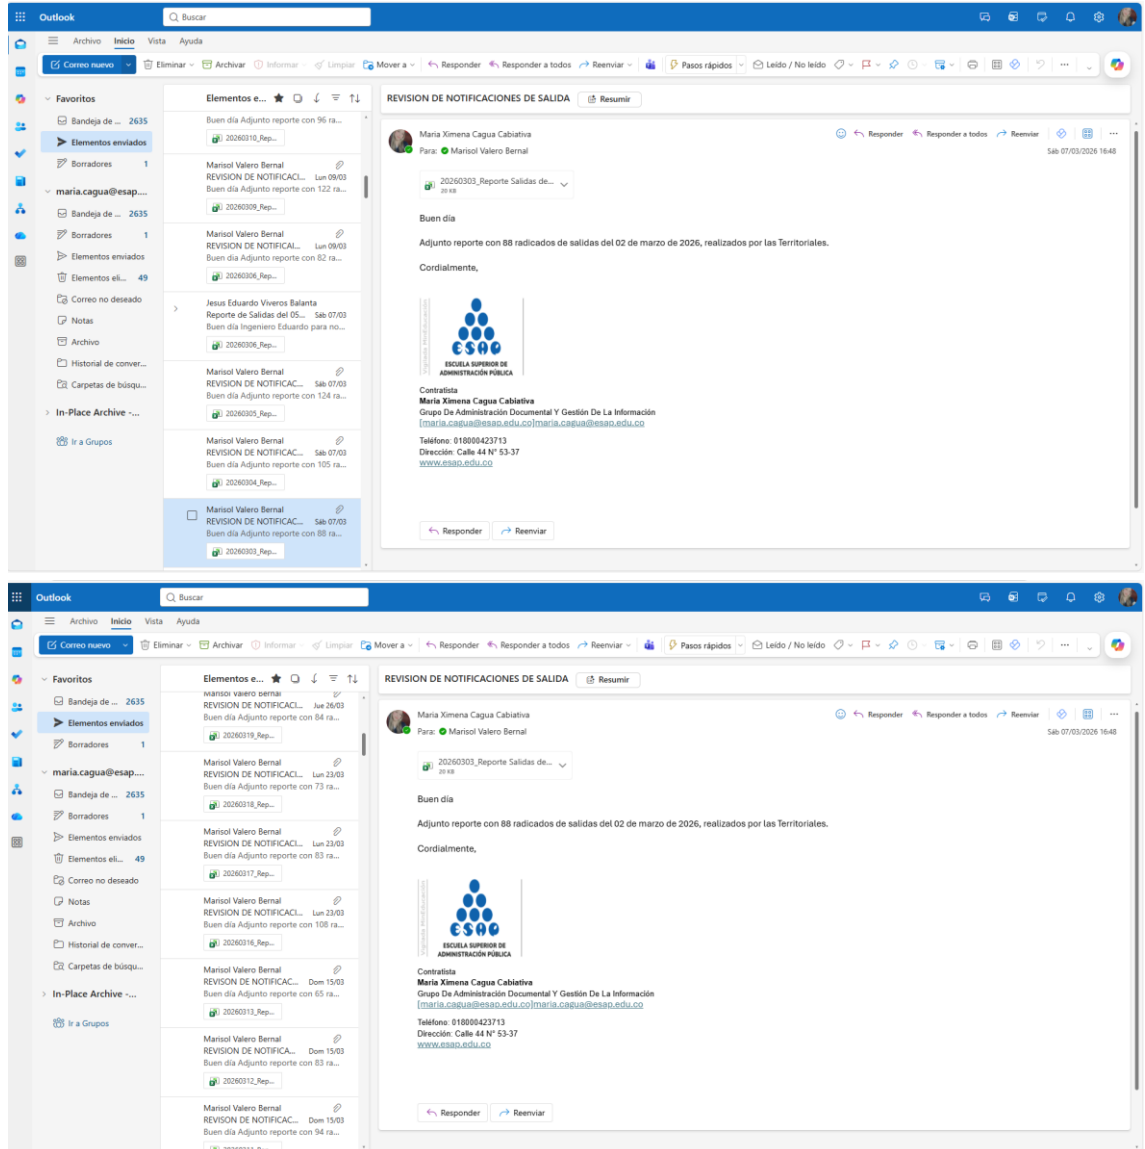 Outlook
Buscar
Archivo Inicio Vista Ayuda
Correo nuevo Eliminar Archivar Informar Limpiar Mover a Responder Responder a todos Reenviar Pasos rápidos Leído / No leído
Favoritos
Bandeja de ... 2635
Elementos enviados
Borradores 1
maria.cagua@esap....
Bandeja de ... 2635
Borradores 1
Elementos enviados
Elementos eli... 49
Correo no deseado
Notas
Archivo
Historial de conver...
Carpetas de búsqu...
In-Place Archive -...
Ir a Grupos
Elementos e...
Buen día Adjunto reporte con 96 ra...
20260310_Rep...
Marisol Valero Bernal
REVISION DE NOTIFICACI... Lun 09/03
Buen día Adjunto reporte con 122 ra...
20260309_Rep...
Marisol Valero Bernal
REVISION DE NOTIFICAI... Lun 09/03
Buen dia Adjunto reporte con 82 ra...
20260306_Rep...
Jesus Eduardo Viveros Balanta
Reporte de Salidas del 05... Sáb 07/03
Buen día Ingeniero Eduardo para no...
20260306_Rep...
Marisol Valero Bernal
REVISION DE NOTIFICAC... Sáb 07/03
Buen día Adjunto reporte con 124 ra...
20260305_Rep...
Marisol Valero Bernal
REVISION DE NOTIFICAC... Sáb 07/03
Buen día Adjunto reporte con 105 ra...
20260304_Rep...
Marisol Valero Bernal
REVISION DE NOTIFICAC... Sáb 07/03
Buen día Adjunto reporte con 88 ra...
20260303_Rep...
REVISION DE NOTIFICACIONES DE SALIDA Resumir
Maria Ximena Cagua Cabiativa
Responder Responder a todos Reenviar
Para: Marisol Valero Bernal
Sáb 07/03/2026 16:48
20260303_Reporte Salidas de...
20 KB
Buen día
Adjunto reporte con 88 radicados de salidas del 02 de marzo de 2026, realizados por las Territoriales.
Cordialmente,
Vigilada MinEducación
ESAP
ESCUELA SUPERIOR DE
ADMINISTRACIÓN PÚBLICA
Contratista
Maria Ximena Cagua Cabiativa
Grupo De Administración Documental Y Gestión De La Información
[maria.cagua@esap.edu.co]maria.cagua@esap.edu.co
Teléfono: 018000423713
Dirección: Calle 44 N° 53-37
www.esap.edu.co
Responder Reenviar
Outlook
Buscar
Archivo Inicio Vista Ayuda
Correo nuevo Eliminar Archivar Informar Limpiar Mover a Responder Responder a todos Reenviar Pasos rápidos Leído / No leído
Favoritos
Bandeja de ... 2635
Elementos enviados
Borradores 1
maria.cagua@esap....
Bandeja de ... 2635
Borradores 1
Elementos enviados
Elementos eli... 49
Correo no deseado
Notas
Archivo
Historial de conver...
Carpetas de búsqu...
In-Place Archive -...
Ir a Grupos
Elementos e...
Marisol Valero Bernal
REVISION DE NOTIFICACI... Jue 26/03
Buen día Adjunto reporte con 84 ra...
20260319_Rep...
Marisol Valero Bernal
REVISION DE NOTIFICACI... Lun 23/03
Buen día Adjunto reporte con 73 ra...
20260318_Rep...
Marisol Valero Bernal
REVISION DE NOTIFICACI... Lun 23/03
Buen día Adjunto reporte con 83 ra...
20260317_Rep...
Marisol Valero Bernal
REVISION DE NOTIFICACI... Lun 23/03
Buen día Adjunto reporte con 108 ra...
20260316_Rep...
Marisol Valero Bernal
REVISON DE NOTIFICAC... Dom 15/03
Buen día Adjunto reporte con 65 ra...
20260313_Rep...
Marisol Valero Bernal
REVISION DE NOTIFICA... Dom 15/03
Buen día Adjunto reporte con 83 ra...
20260312_Rep...
Marisol Valero Bernal
REVISON DE NOTIFICAC... Dom 15/03
Buen día Adjunto reporte con 94 ra...
REVISION DE NOTIFICACIONES DE SALIDA Resumir
Maria Ximena Cagua Cabiativa
Responder Responder a todos Reenviar
Para: Marisol Valero Bernal
Sáb 07/03/2026 16:48
20260303_Reporte Salidas de...
20 KB
Buen día
Adjunto reporte con 88 radicados de salidas del 02 de marzo de 2026, realizados por las Territoriales.
Cordialmente,
Vigilada MinEducación
ESAP
ESCUELA SUPERIOR DE
ADMINISTRACIÓN PÚBLICA
Contratista
Maria Ximena Cagua Cabiativa
Grupo De Administración Documental Y Gestión De La Información
[maria.cagua@esap.edu.co]maria.cagua@esap.edu.co
Teléfono: 018000423713
Dirección: Calle 44 N° 53-37
www.esap.edu.co
Responder Reenviar